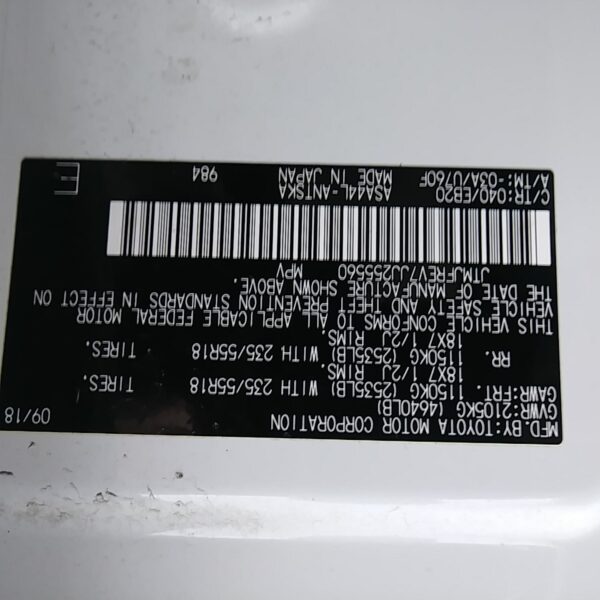 MFD.BY:TOYOTA MOTOR CORPORATION 09/18
GVWR:2105KG (4640LB)
GAWR:FRT. 1150KG (2535LB) WITH 235/55R18 TIRES.
18X7 1/2J RIMS
RR. 1150KG (2535LB) WITH 235/55R18 TIRES.
18X7 1/2J RIMS
THIS VEHICLE CONFORMS TO ALL APPLICABLE FEDERAL MOTOR
VEHICLE SAFETY AND THEFT PREVENTION STANDARDS IN EFFECT ON
THE DATE OF MANUFACTURE SHOWN ABOVE.
JTMJFREV7JJ255560 MPV
C/TR:040/EB20 ASA44L-ANTSKA 984
A/TM:-03A/U760F MADE IN JAPAN